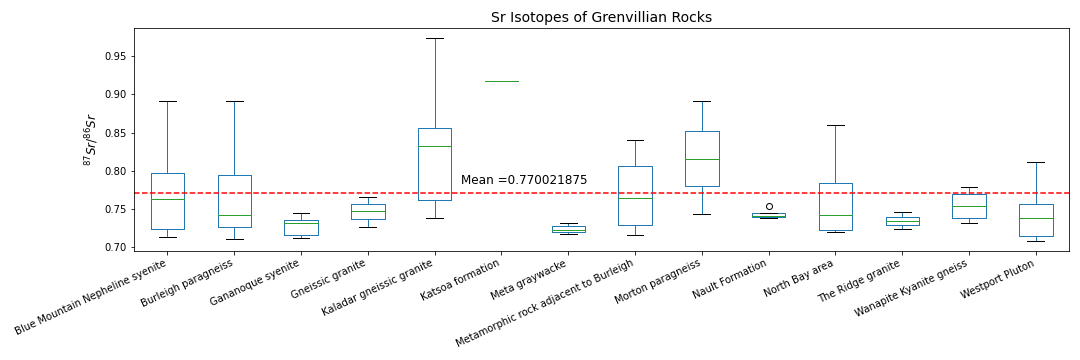 Sr Isotopes of Grenvillian Rocks
0.95
0.90
0.85
0.80
0.75
0.70
⁸⁷Sr/⁸⁶Sr
Mean =0.770021875
Blue Mountain Nepheline syenite
Burleigh paragneiss
Gananoque syenite
Gneissic granite
Kaladar gneissic granite
Katsoa formation
Meta graywacke
Metamorphic rock adjacent to Burleigh
Morton paragneiss
Nault Formation
North Bay area
The Ridge granite
Wanapite Kyanite gneiss
Westport Pluton